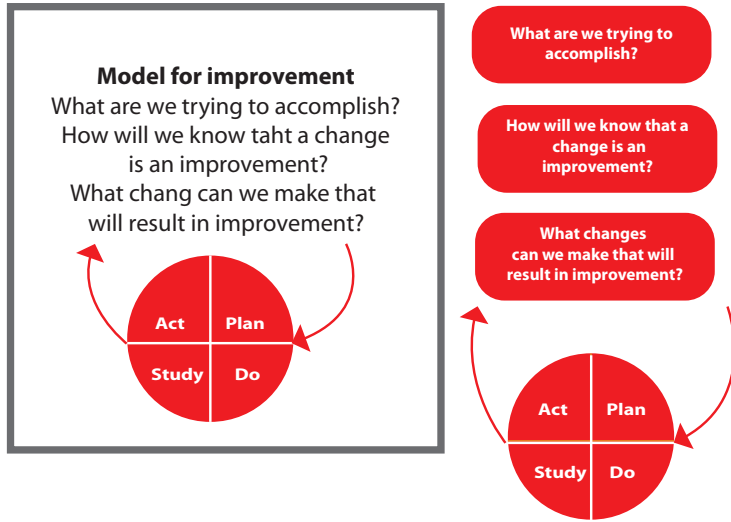 Model for improvement
What are we trying to accomplish?
How will we know taht a change
is an improvement?
What chang can we make that
will result in improvement?
Act
Plan
Study
Do
What are we trying to
accomplish?
How will we know that a
change is an
improvement?
What changes
can we make that will
result in improvement?
Act
Plan
Study
Do